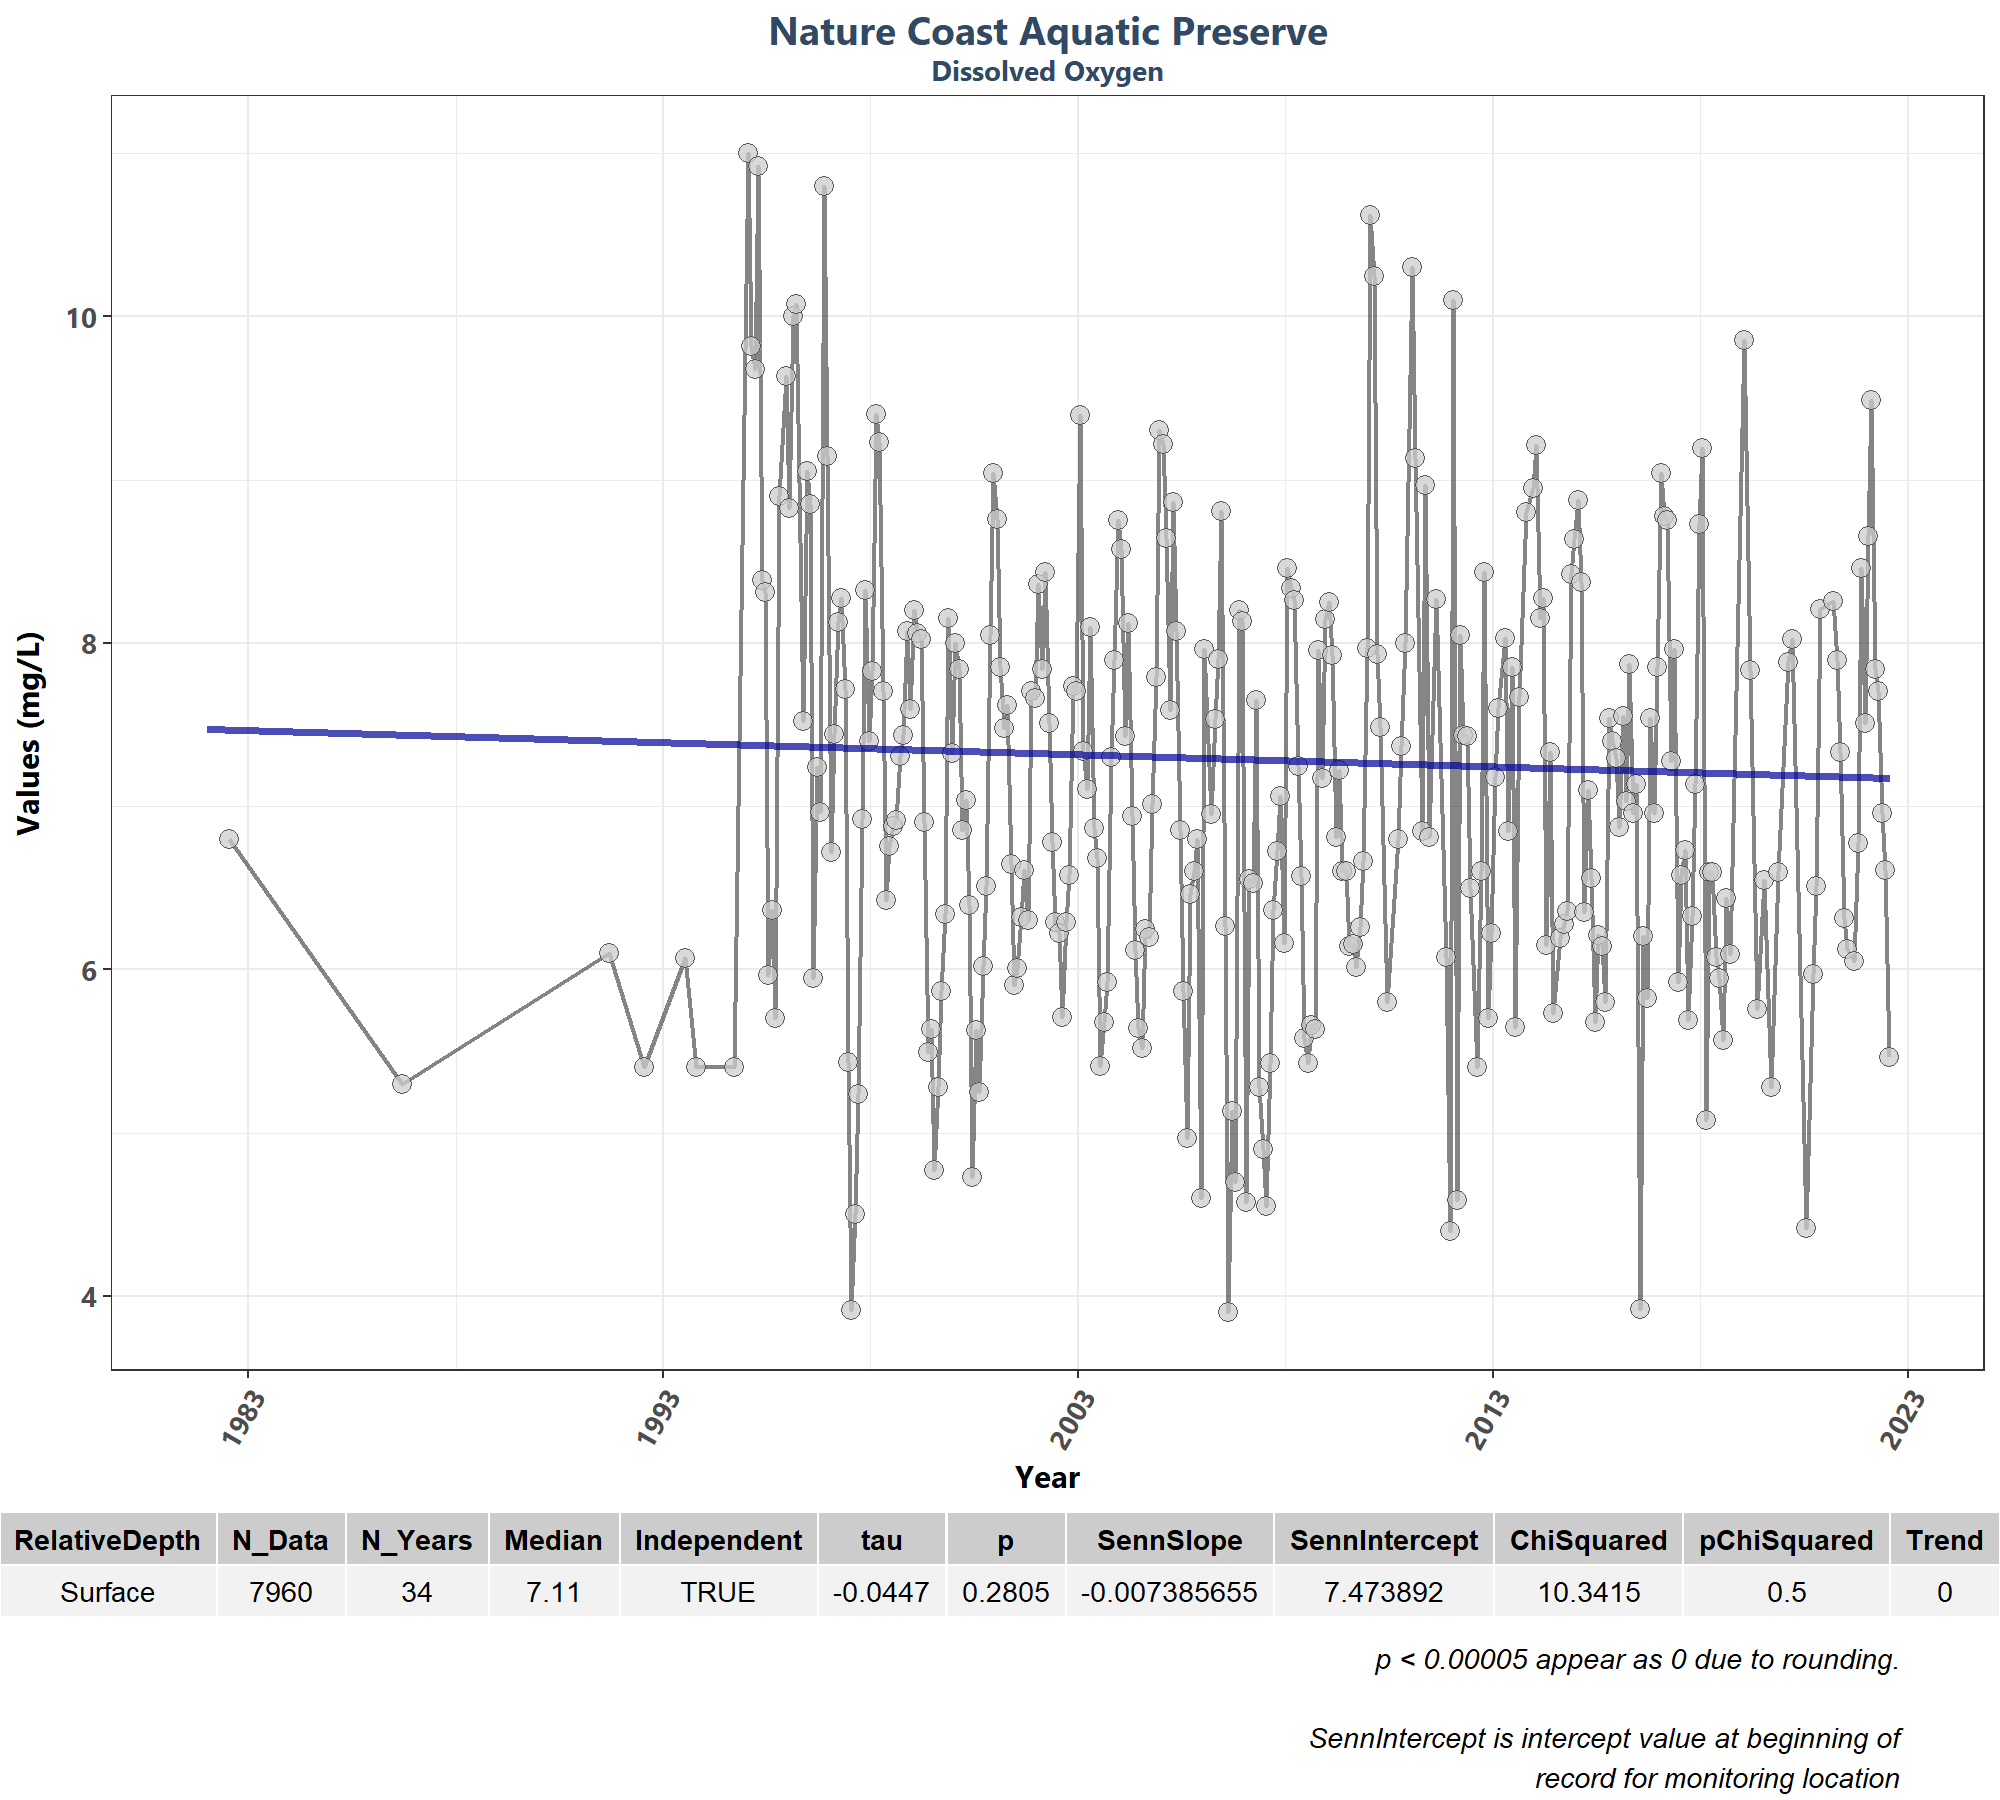 Nature Coast Aquatic Preserve
Dissolved Oxygen
Values (mg/L)
10
8
6
4
1983
1993
2003
2013
2023
Year
RelativeDepth N_Data N_Years Median Independent tau p SennSlope SennIntercept ChiSquared pChiSquared Trend
Surface 7960 34 7.11 TRUE -0.0447 0.2805 -0.007385655 7.473892 10.3415 0.5 0
p < 0.00005 appear as 0 due to rounding.
SennIntercept is intercept value at beginning of
record for monitoring location